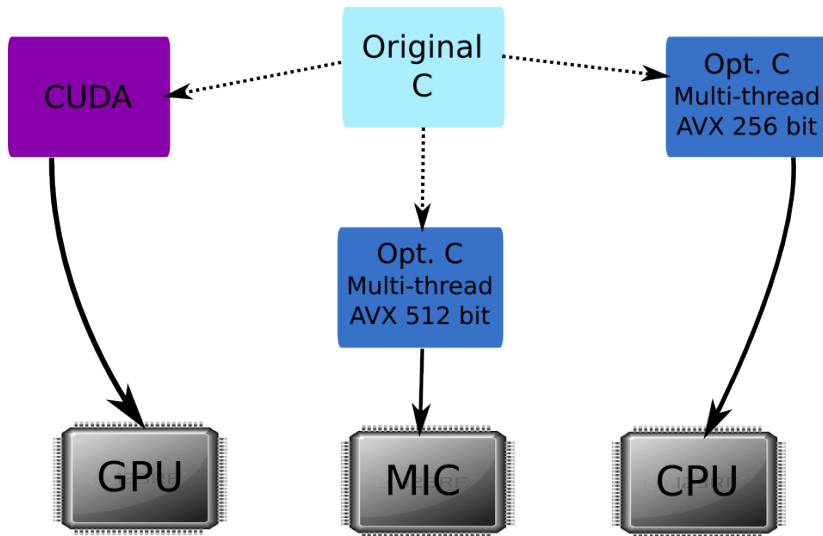 CUDA
Original
C
Opt. C
Multi-thread
AVX 256 bit
Opt. C
Multi-thread
AVX 512 bit
GPU
MIC
CPU